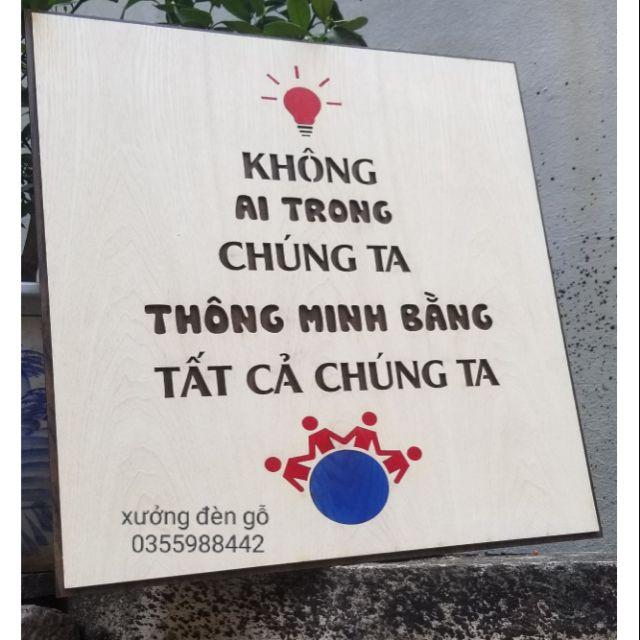 KHÔNG
AI TRONG
CHÚNG TA
THÔNG MINH BẰNG
TẤT CẢ CHÚNG TA
xưởng đèn gỗ
0355988442